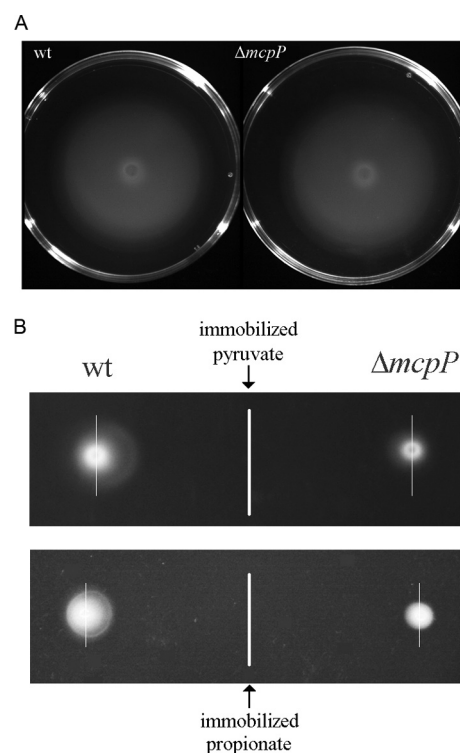 A
wt
ΔmcpP
B
immobilized
pyruvate
wt
ΔmcpP
immobilized
propionate